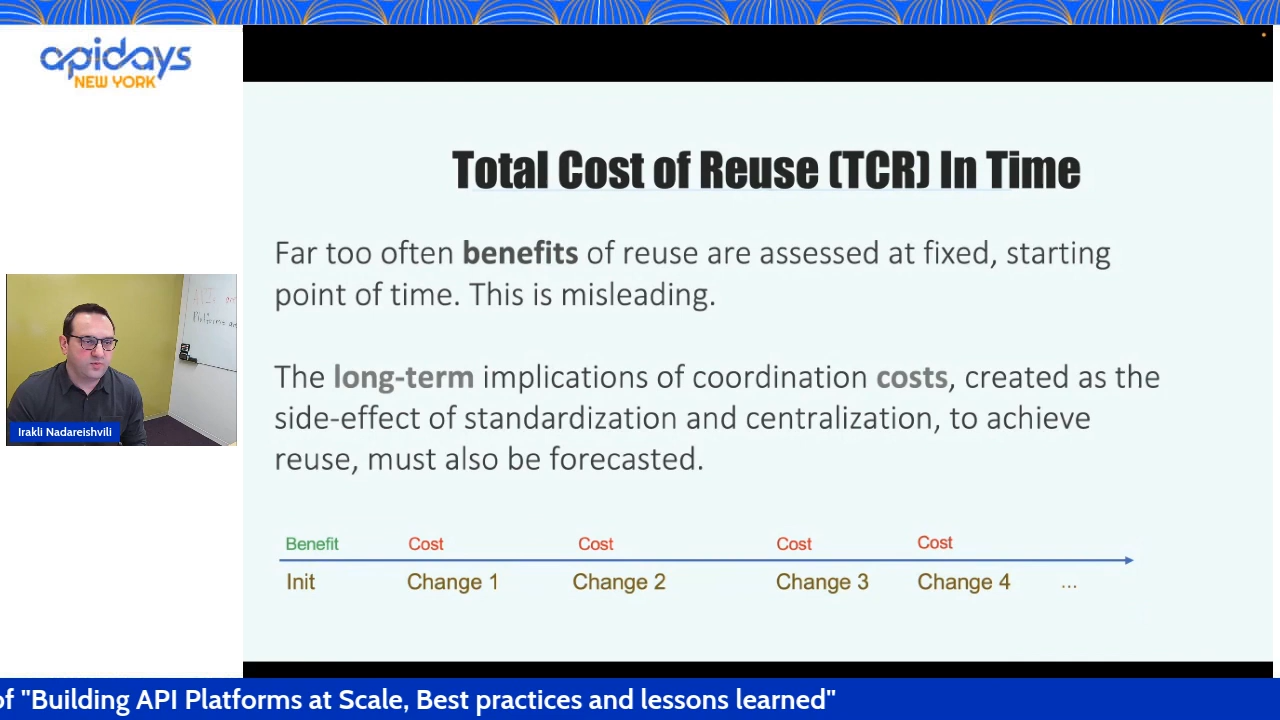 apidays
NEW YORK
Total Cost of Reuse (TCR) In Time
Far too often benefits of reuse are assessed at fixed, starting
point of time. This is misleading.
The long-term implications of coordination costs, created as the
side-effect of standardization and centralization, to achieve
reuse, must also be forecasted.
Benefit Cost Cost Cost Cost
Init Change 1 Change 2 Change 3 Change 4 ...
Irakli Nadareishvili
of "Building API Platforms at Scale, Best practices and lessons learned"